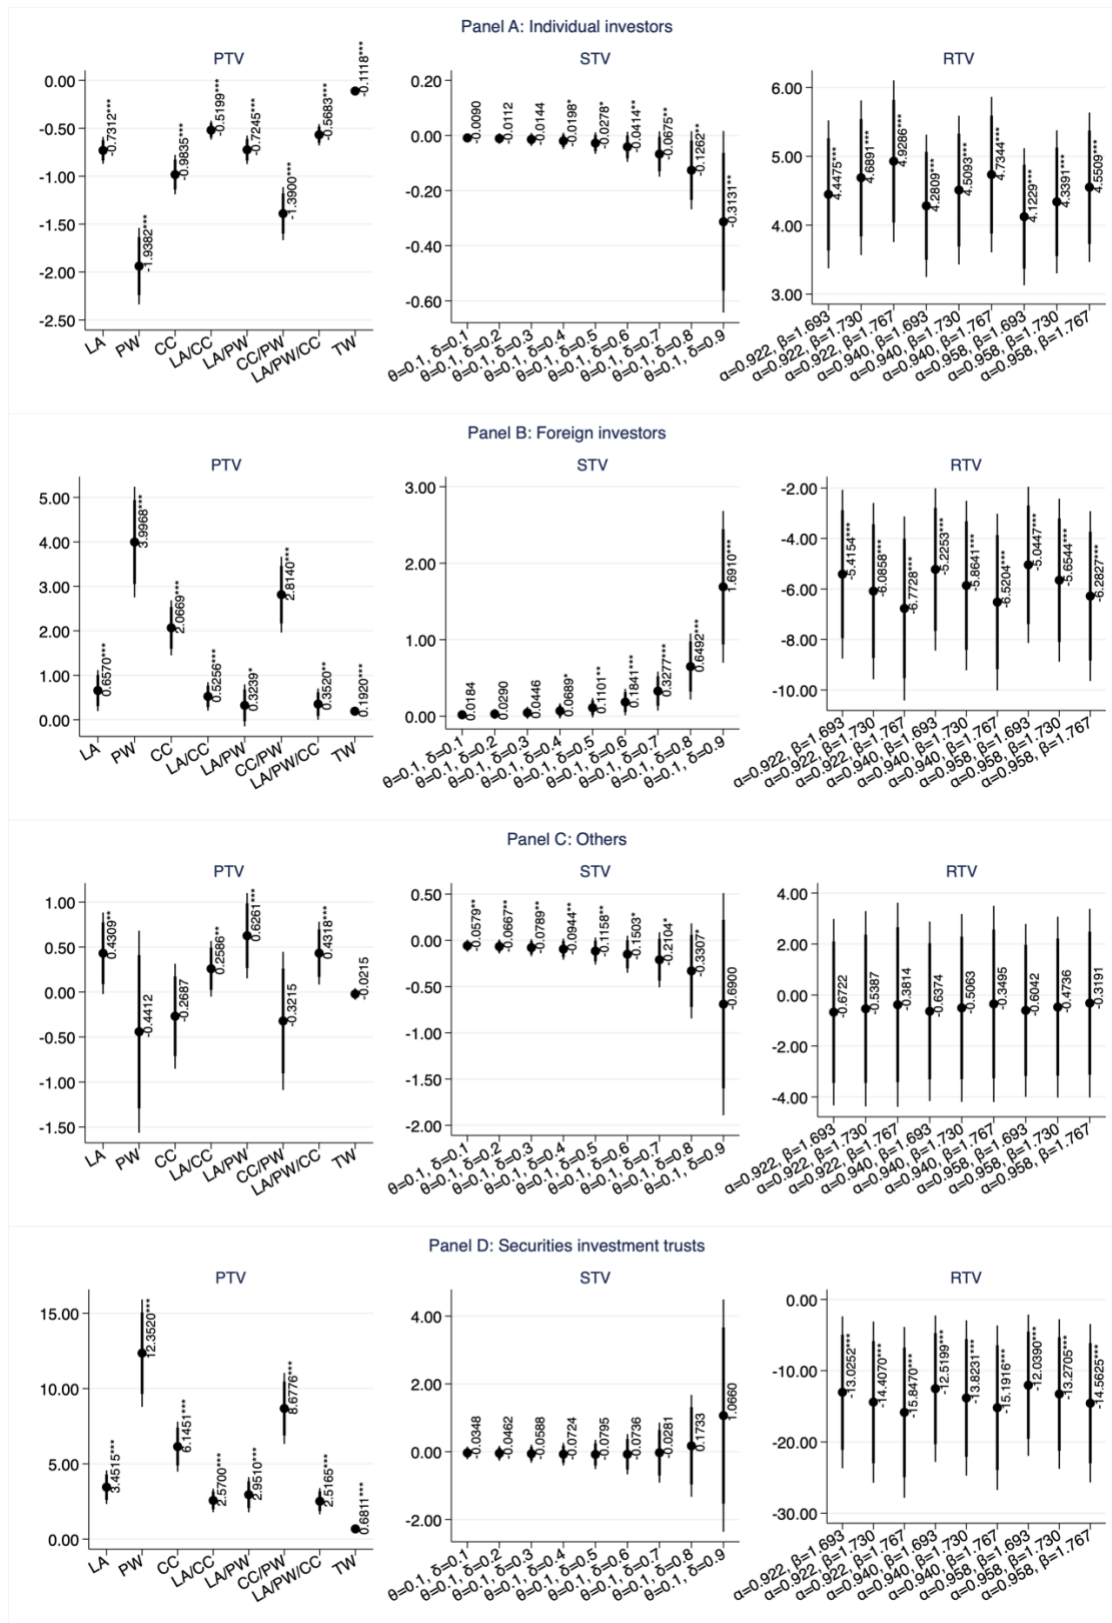 Panel A: Individual investors
PTV
0.00
-0.50
-1.00
-1.50
-2.00
-2.50
-0.7312***
-1.9382***
-0.9835***
-0.5199***
-0.7245***
-1.3900***
-0.5683***
-0.1118***
LA
PW
CC
LA/CC
LA/PW
CC/PW
LA/PW/CC
TW
STV
0.20
0.00
-0.20
-0.40
-0.60
-0.0090
-0.0112
-0.0144
-0.0198*
-0.0278*
-0.0414**
-0.0675**
-0.1262**
-0.3131**
θ=0.1, δ=0.1
θ=0.1, δ=0.2
θ=0.1, δ=0.3
θ=0.1, δ=0.4
θ=0.1, δ=0.5
θ=0.1, δ=0.6
θ=0.1, δ=0.7
θ=0.1, δ=0.8
θ=0.1, δ=0.9
RTV
6.00
5.00
4.00
3.00
4.4475***
4.6891***
4.9286***
4.2809***
4.5093***
4.7344***
4.1229***
4.3391***
4.5509***
α=0.922, β=1.693
α=0.922, β=1.730
α=0.922, β=1.767
α=0.940, β=1.693
α=0.940, β=1.730
α=0.940, β=1.767
α=0.958, β=1.693
α=0.958, β=1.730
α=0.958, β=1.767
Panel B: Foreign investors
PTV
5.00
4.00
3.00
2.00
1.00
0.00
0.6570***
3.9968***
2.0669***
0.5256***
0.3239*
2.8140***
0.3520**
0.1920***
LA
PW
CC
LA/CC
LA/PW
CC/PW
LA/PW/CC
TW
STV
3.00
2.00
1.00
0.00
0.0184
0.0290
0.0446
0.0689*
0.1101**
0.1841***
0.3277***
0.6492***
1.6910***
θ=0.1, δ=0.1
θ=0.1, δ=0.2
θ=0.1, δ=0.3
θ=0.1, δ=0.4
θ=0.1, δ=0.5
θ=0.1, δ=0.6
θ=0.1, δ=0.7
θ=0.1, δ=0.8
θ=0.1, δ=0.9
RTV
-2.00
-4.00
-6.00
-8.00
-10.00
-5.4154***
-6.0858***
-6.7728***
-5.2253***
-5.8641***
-6.5204***
-5.0447***
-5.6544***
-6.2827***
α=0.922, β=1.693
α=0.922, β=1.730
α=0.922, β=1.767
α=0.940, β=1.693
α=0.940, β=1.730
α=0.940, β=1.767
α=0.958, β=1.693
α=0.958, β=1.730
α=0.958, β=1.767
Panel C: Others
PTV
1.00
0.50
0.00
-0.50
-1.00
-1.50
0.4309**
-0.4412
-0.2687
0.2586**
0.6261***
-0.3215
0.4318***
-0.0215
LA
PW
CC
LA/CC
LA/PW
CC/PW
LA/PW/CC
TW
STV
0.50
0.00
-0.50
-1.00
-1.50
-2.00
-0.0579**
-0.0667**
-0.0789**
-0.0944**
-0.1158**
-0.1503*
-0.2104*
-0.3307*
-0.6900
θ=0.1, δ=0.1
θ=0.1, δ=0.2
θ=0.1, δ=0.3
θ=0.1, δ=0.4
θ=0.1, δ=0.5
θ=0.1, δ=0.6
θ=0.1, δ=0.7
θ=0.1, δ=0.8
θ=0.1, δ=0.9
RTV
4.00
2.00
0.00
-2.00
-4.00
-0.6722
-0.5387
-0.3814
-0.6374
-0.5063
-0.3495
-0.6042
-0.4736
-0.3191
α=0.922, β=1.693
α=0.922, β=1.730
α=0.922, β=1.767
α=0.940, β=1.693
α=0.940, β=1.730
α=0.940, β=1.767
α=0.958, β=1.693
α=0.958, β=1.730
α=0.958, β=1.767
Panel D: Securities investment trusts
PTV
15.00
10.00
5.00
0.00
3.4515***
12.3520***
6.1451***
2.5700***
2.9510***
8.6776***
2.5165***
0.6811***
LA
PW
CC
LA/CC
LA/PW
CC/PW
LA/PW/CC
TW
STV
4.00
2.00
0.00
-2.00
-0.0348
-0.0462
-0.0588
-0.0724
-0.0795
-0.0736
-0.0281
0.1733
1.0660
θ=0.1, δ=0.1
θ=0.1, δ=0.2
θ=0.1, δ=0.3
θ=0.1, δ=0.4
θ=0.1, δ=0.5
θ=0.1, δ=0.6
θ=0.1, δ=0.7
θ=0.1, δ=0.8
θ=0.1, δ=0.9
RTV
0.00
-10.00
-20.00
-30.00
-13.0252***
-14.4070***
-15.8470***
-12.5199***
-13.8231***
-15.1916***
-12.0390***
-13.2705***
-14.5625***
α=0.922, β=1.693
α=0.922, β=1.730
α=0.922, β=1.767
α=0.940, β=1.693
α=0.940, β=1.730
α=0.940, β=1.767
α=0.958, β=1.693
α=0.958, β=1.730
α=0.958, β=1.767